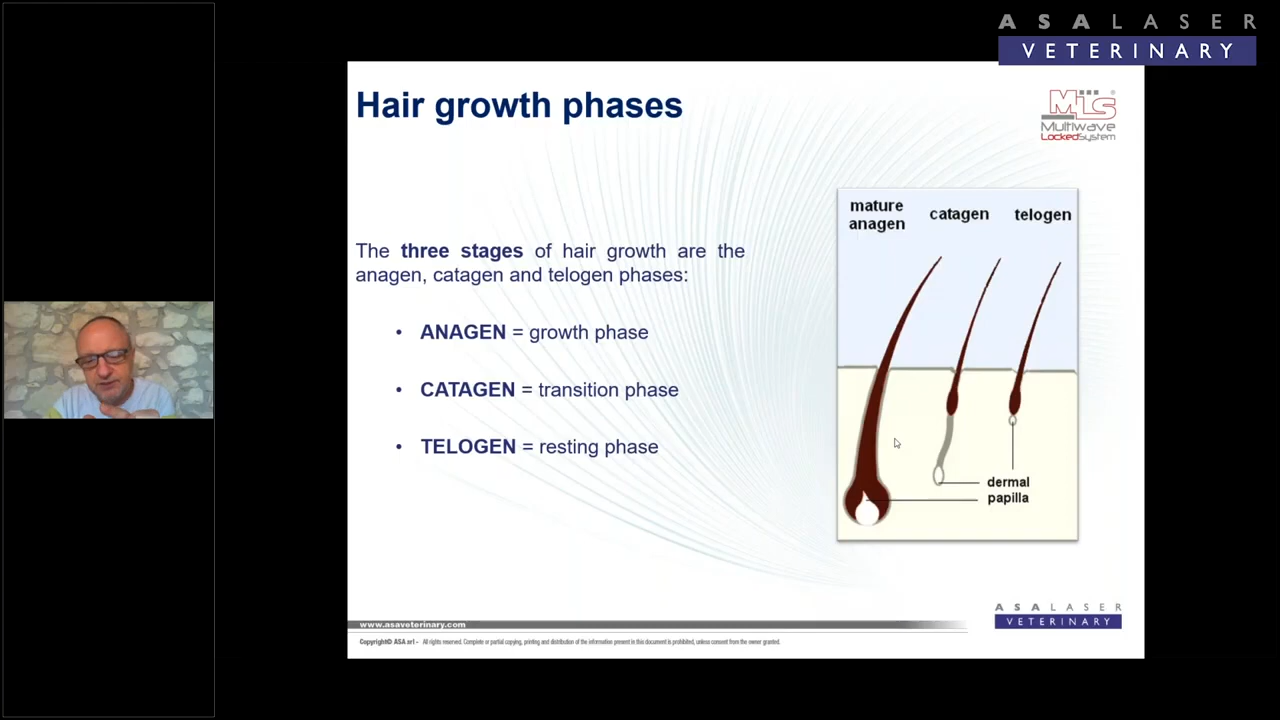 ASALASER
VETERINARY
Hair growth phases
MLS®
Multiwave
LockedSystem
The three stages of hair growth are the
anagen, catagen and telogen phases:
• ANAGEN = growth phase
• CATAGEN = transition phase
• TELOGEN = resting phase
mature
anagen
catagen
telogen
dermal
papilla
ASALASER
VETERINARY
www.asaveterinary.com
Copyright© ASA srl - All rights reserved. Complete or partial copying, printing and distribution of the information present in this document is prohibited, unless consent from the owner granted.